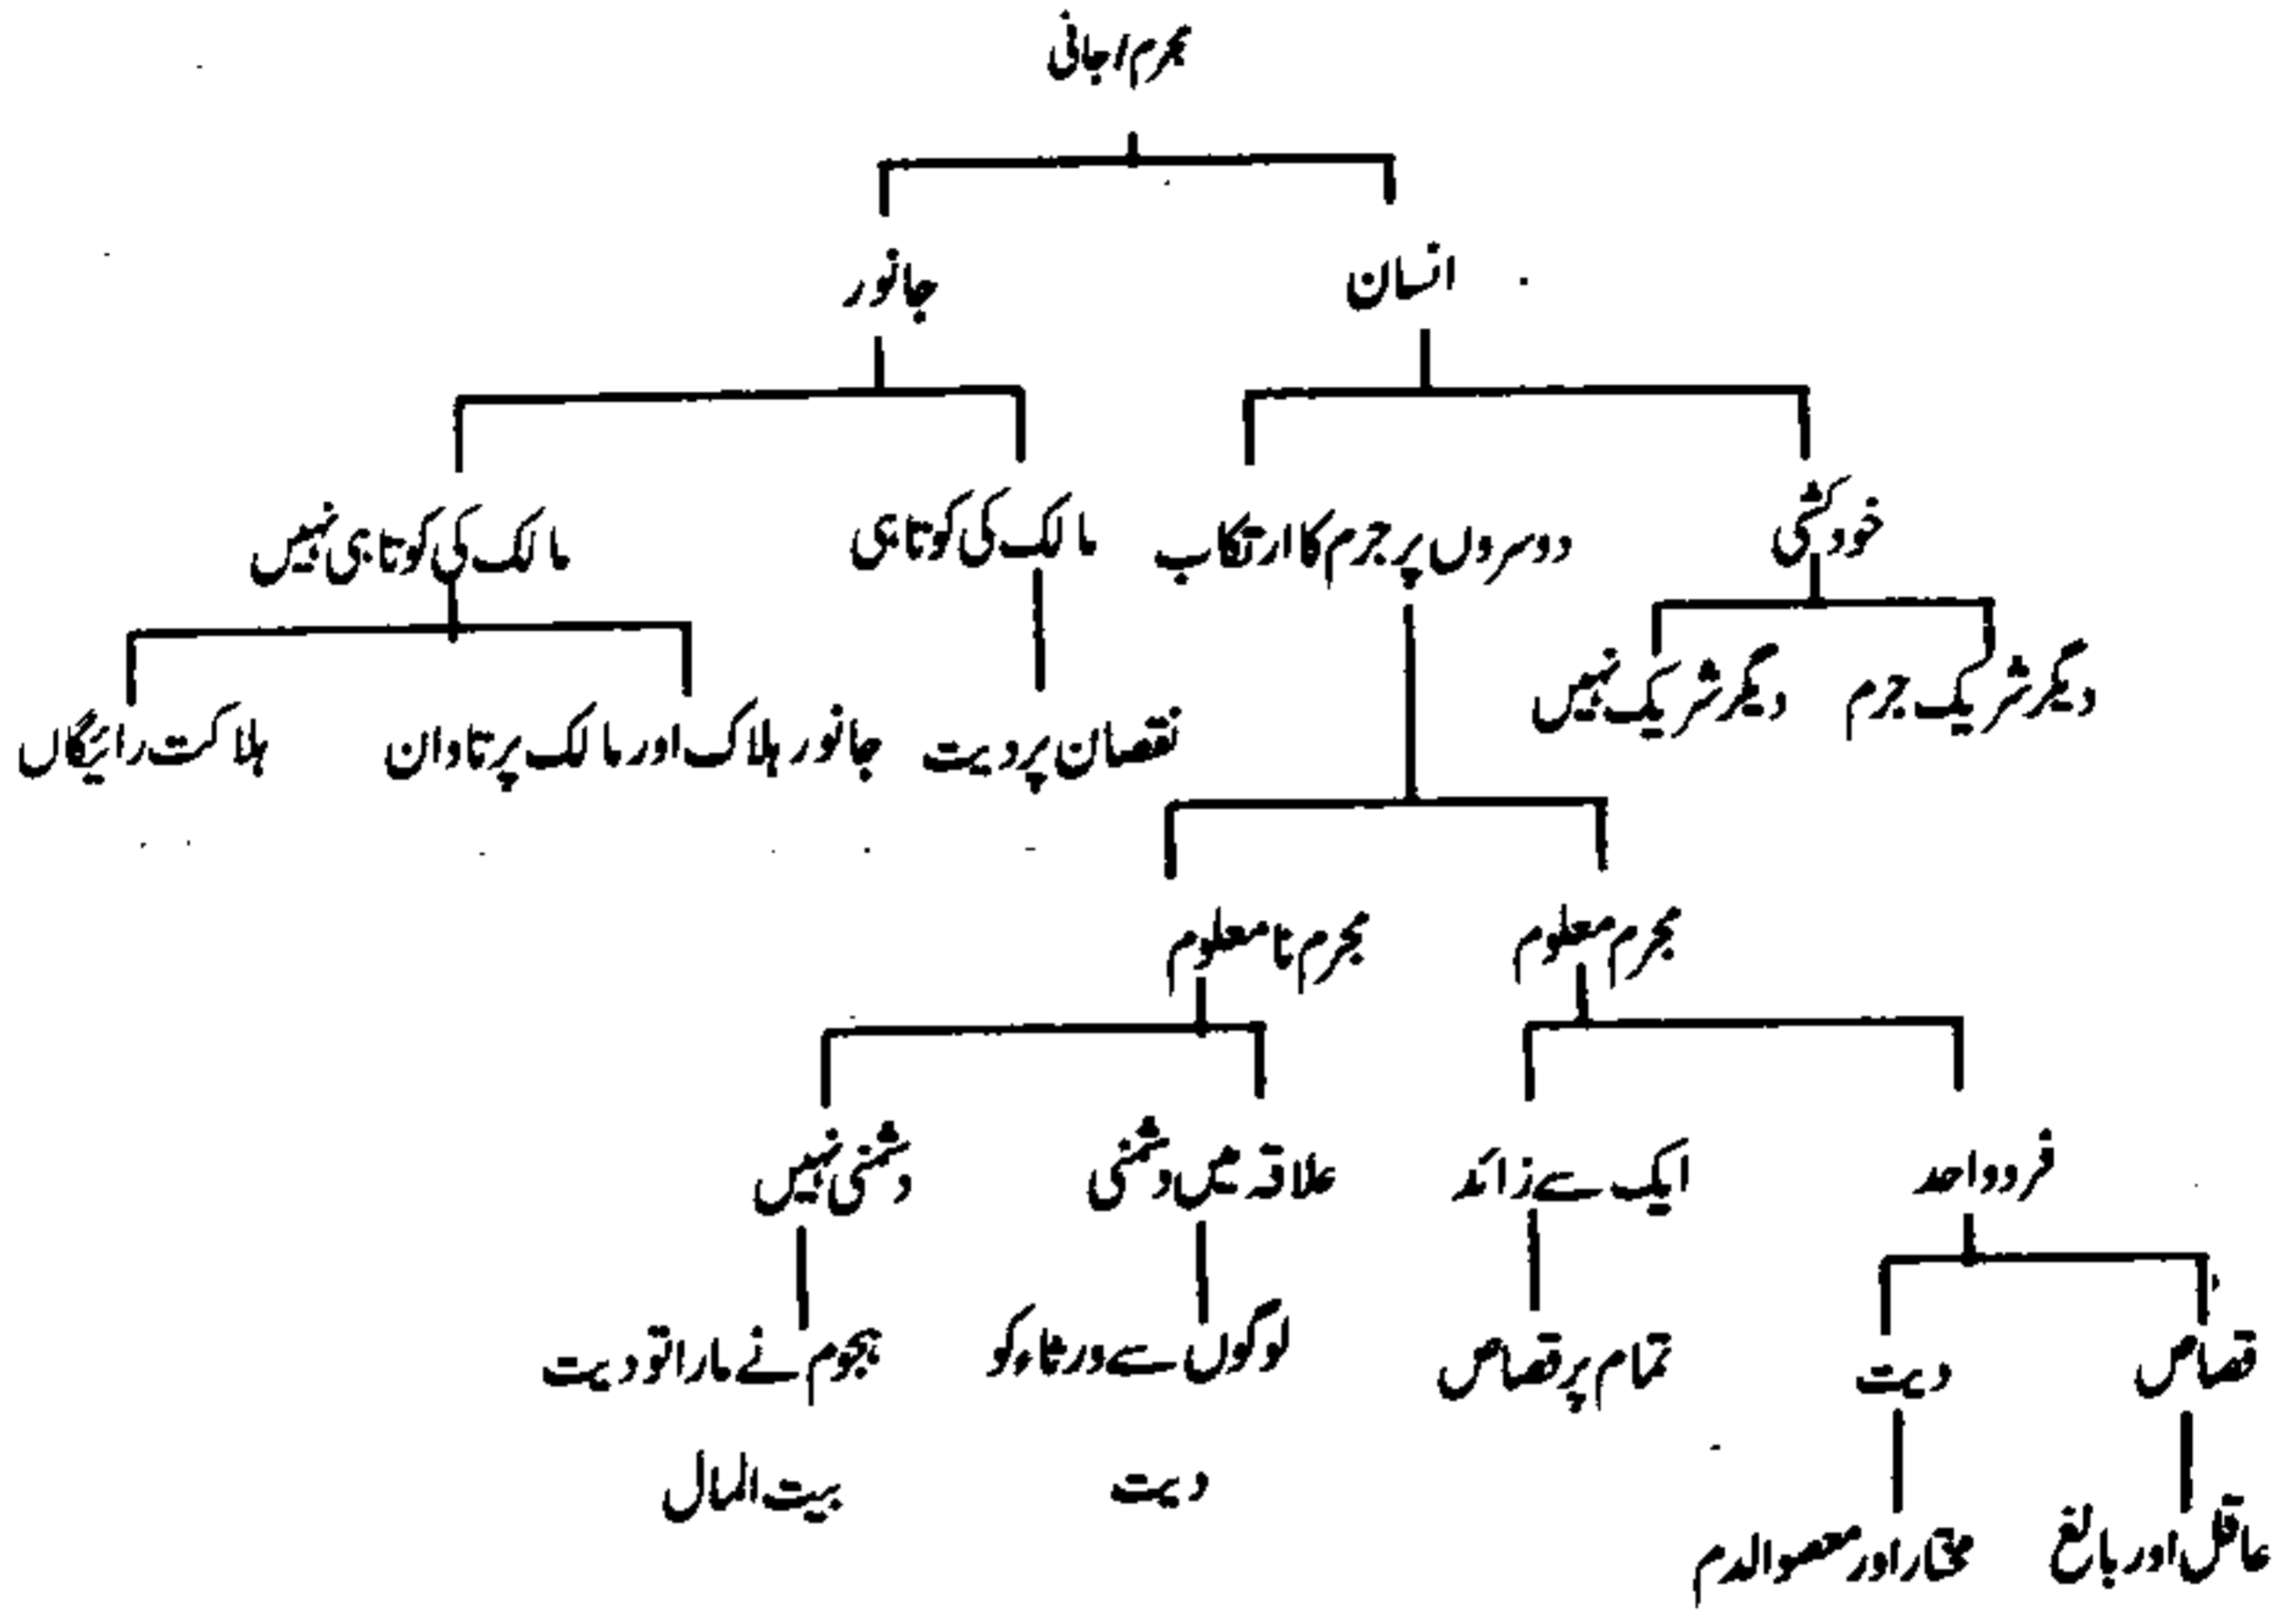 مجرم/جانی
انسان
جانور
خودکشی
دوسروں پر جرم کا ارتکاب
مالک کی کوتاہی
مالک کی کوتاہی نہیں
دیگر شریک جرم
دیگر شریک نہیں
نقصان پر دیت
جانور ہلاک اور مالک پر تاوان
ہلاکت رائیگاں
مجرم معلوم
مجرم نامعلوم
فرد واحد
ایک سے زائد
علاقہ میں دشمنی
دشمنی نہیں
قصاص
دیت
تمام پر قصاص
لوگوں سے ورثاء کو
دیت
ہجوم نے مارا تو دیت
بیت المال
عاقل اور بالغ
مختار اور معصوالدم